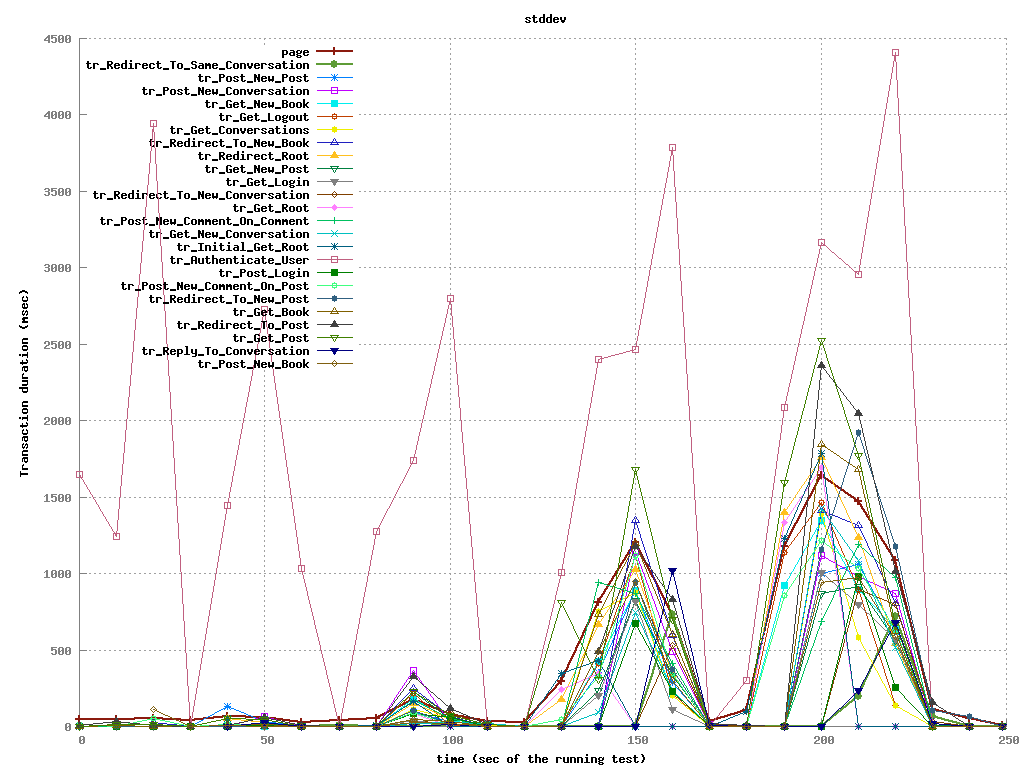 stddev
4500
4000
3500
3000
2500
2000
1500
1000
500
0
Transaction duration (msec)
page
tr_Redirect_To_Same_Conversation
tr_Post_New_Post
tr_Post_New_Conversation
tr_Get_New_Book
tr_Get_Logout
tr_Get_Conversations
tr_Redirect_To_New_Book
tr_Redirect_Root
tr_Get_New_Post
tr_Get_Login
tr_Redirect_To_New_Conversation
tr_Get_Root
tr_Post_New_Comment_On_Comment
tr_Get_New_Conversation
tr_Initial_Get_Root
tr_Authenticate_User
tr_Post_Login
tr_Post_New_Comment_On_Post
tr_Redirect_To_New_Post
tr_Get_Book
tr_Redirect_To_Post
tr_Get_Post
tr_Reply_To_Conversation
tr_Post_New_Book
0 50 100 150 200 250
time (sec of the running test)